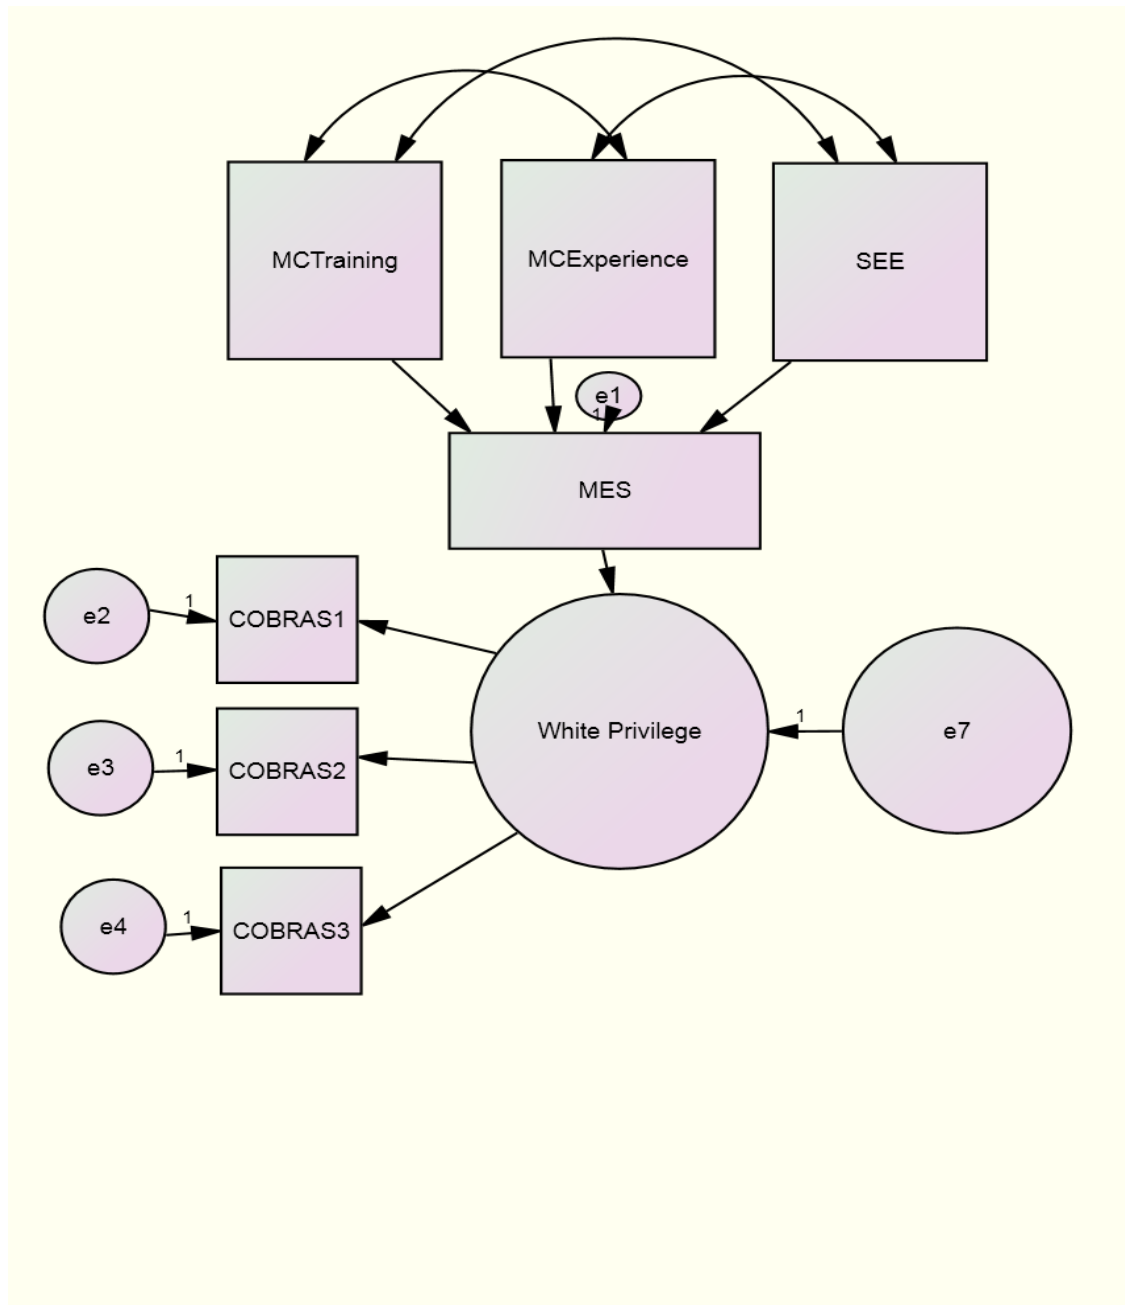 MCTraining
MCExperience
SEE
e1
1
MES
e2
1
COBRAS1
e3
1
COBRAS2
White Privilege
1
e7
e4
1
COBRAS3